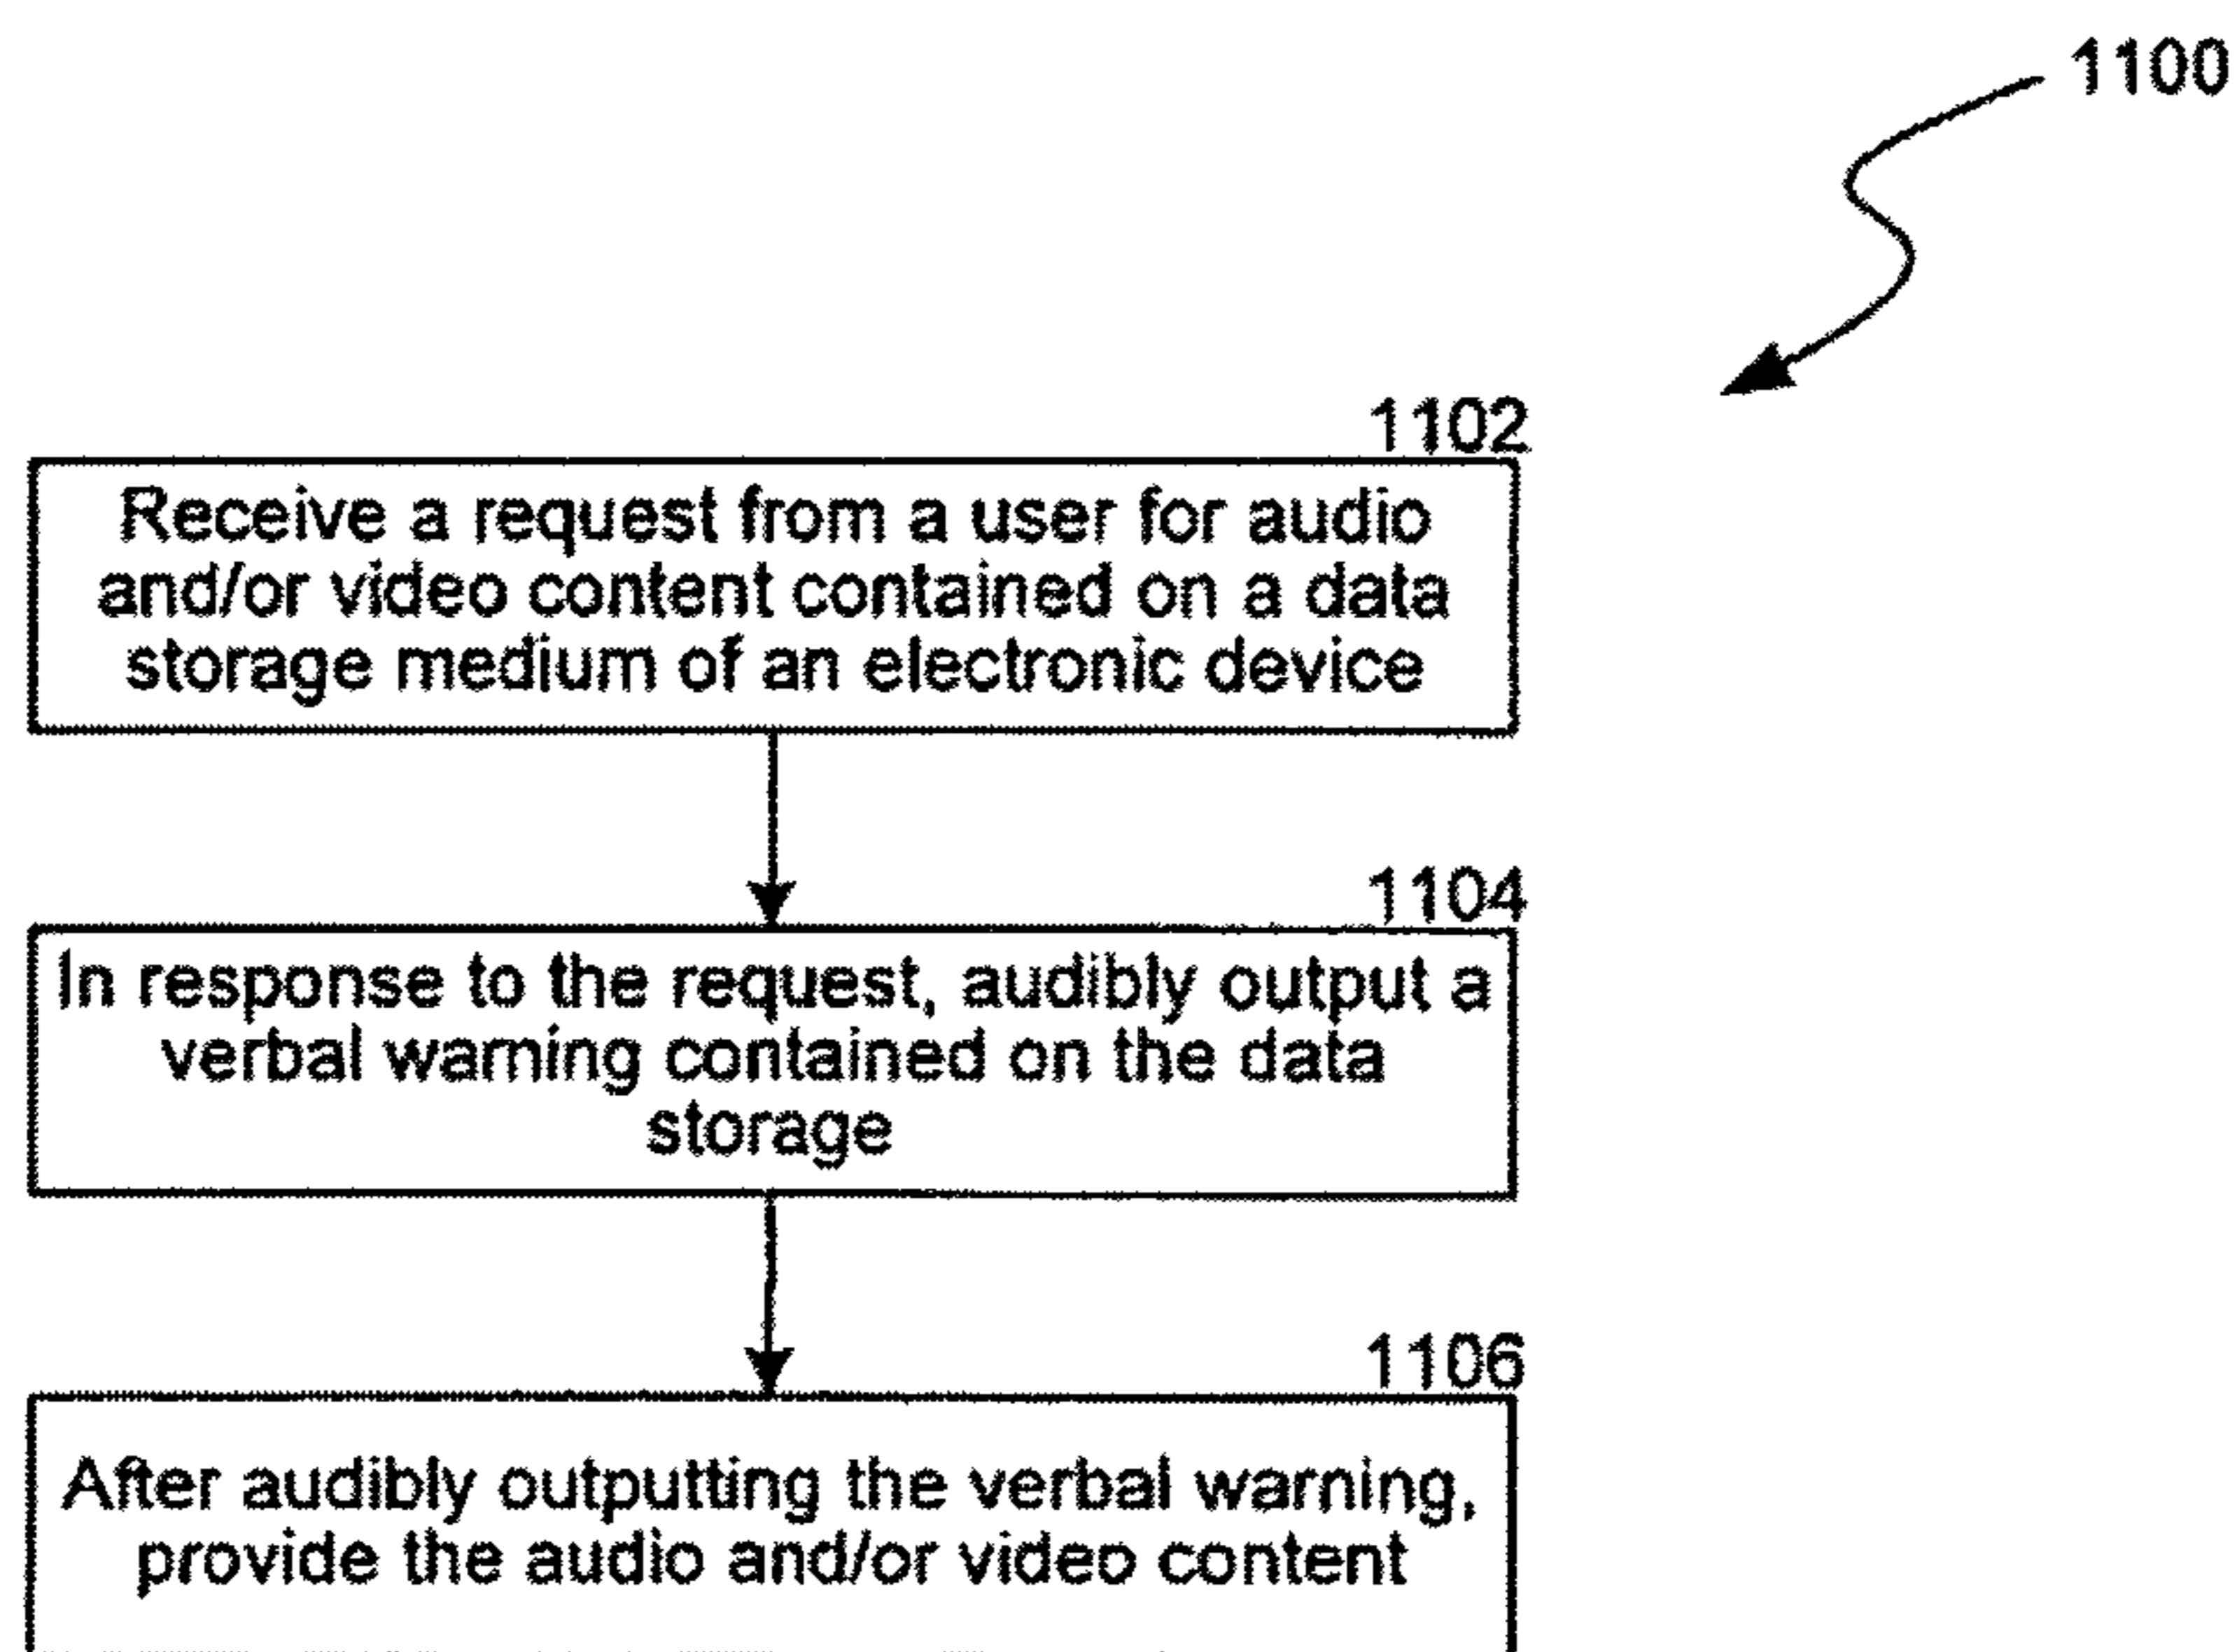 1100
1102
Receive a request from a user for audio
and/or video content contained on a data
storage medium of an electronic device
1104
In response to the request, audibly output a
verbal warning contained on the data
storage
1106
After audibly outputting the verbal warning,
provide the audio and/or video content